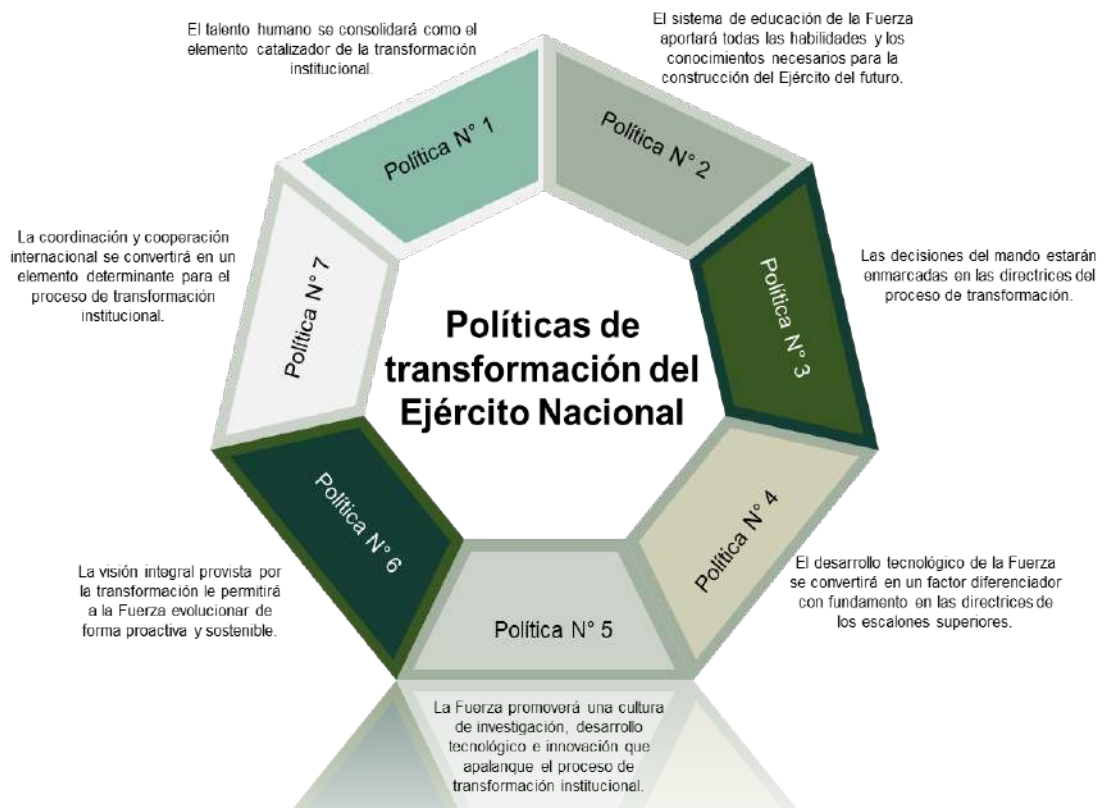 El talento humano se consolidará como el
elemento catalizador de la transformación
institucional.
El sistema de educación de la Fuerza
aportará todas las habilidades y los
conocimientos necesarios para la
construcción del Ejército del futuro.
Política N° 1
Política N° 2
La coordinación y cooperación
internacional se convertirá en un
elemento determinante para el
proceso de transformación
institucional.
Política N° 7
Políticas de
transformación del
Ejército Nacional
Política N° 3
Las decisiones del mando estarán
enmarcadas en las directrices del
proceso de transformación.
La visión integral provista por
la transformación le permitirá
a la Fuerza evolucionar de
forma proactiva y sostenible.
Política N° 6
Política N° 5
Política N° 4
El desarrollo tecnológico de la Fuerza
se convertirá en un factor diferenciador
con fundamento en las directrices de
los escalones superiores.
La Fuerza promoverá una cultura
de investigación, desarrollo
tecnológico e innovación que
apalanque el proceso de
transformación institucional.